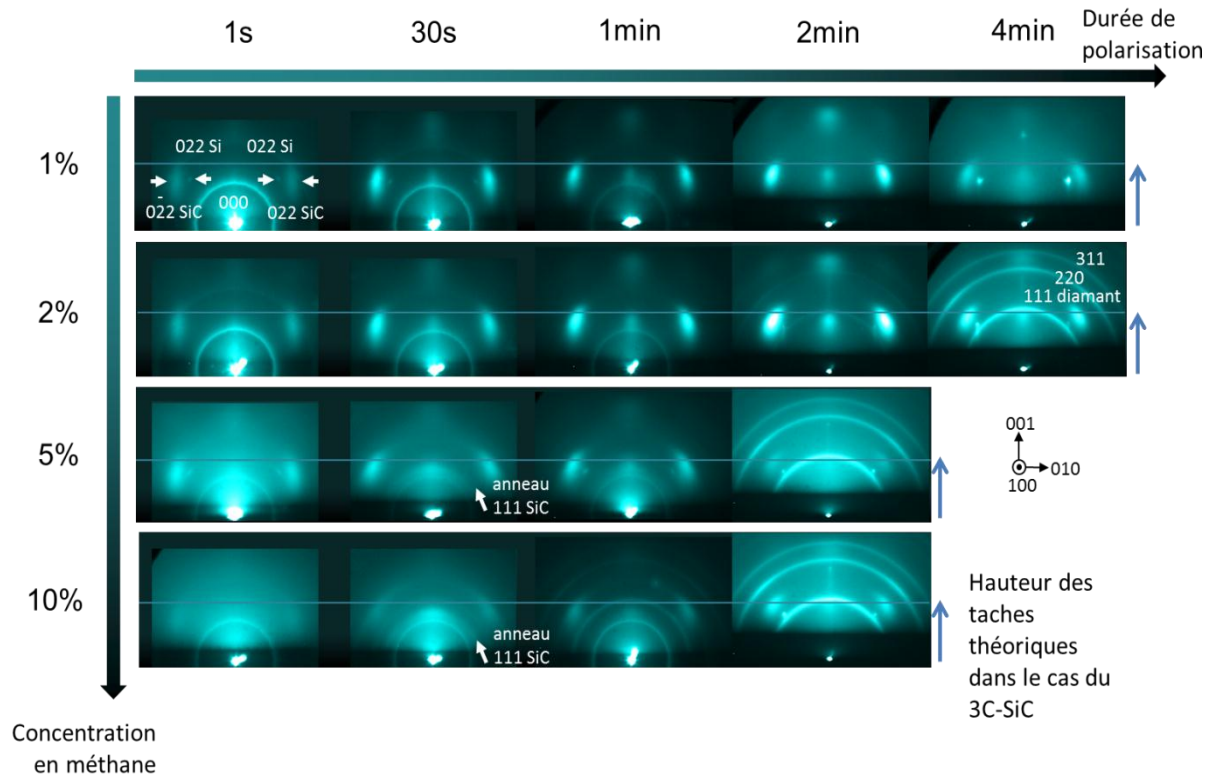 1s
30s
1min
2min
4min
Durée de
polarisation
1%
022 Si
022 Si
-
022 SiC
000
022 SiC
2%
311
220
111 diamant
5%
anneau
111 SiC
001
010
100
10%
anneau
111 SiC
Hauteur des
taches
théoriques
dans le cas du
3C-SiC
Concentration
en méthane